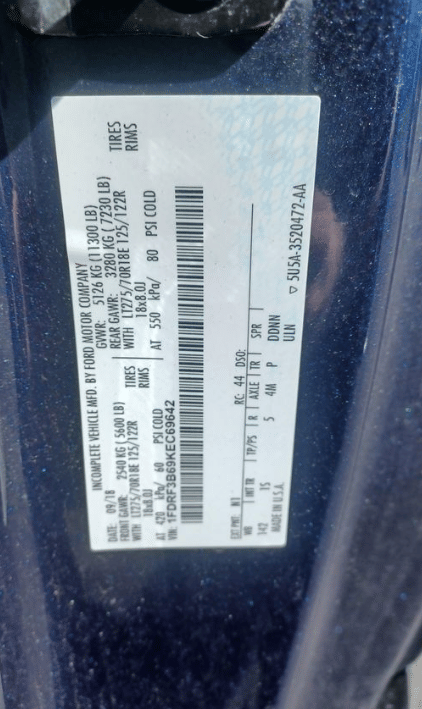 INCOMPLETE VEHICLE MFD. BY FORD MOTOR COMPANY
DATE: 09/18 GVWR: 5126 KG (11300 LB)
FRONT GAWR: 2540 KG (5600 LB) REAR GAWR: 3280 KG (7230 LB)
WITH LT275/70R18E 125/122R TIRES WITH LT275/70R18E 125/122R TIRES
18x8.0J RIMS 18x8.0J RIMS
AT 420 kPa/ 60 PSI COLD AT 550 kPa/ 80 PSI COLD
VIN: 1FDRF3B69KEC69642
EXT PNT: N1 RC: 44 DSO:
WB INT TR TP/PS R AXLE TR SPR
142 IS 5 4M P DDNN
MADE IN U.S.A. ULN
▽ 5U5A-3520472-AA